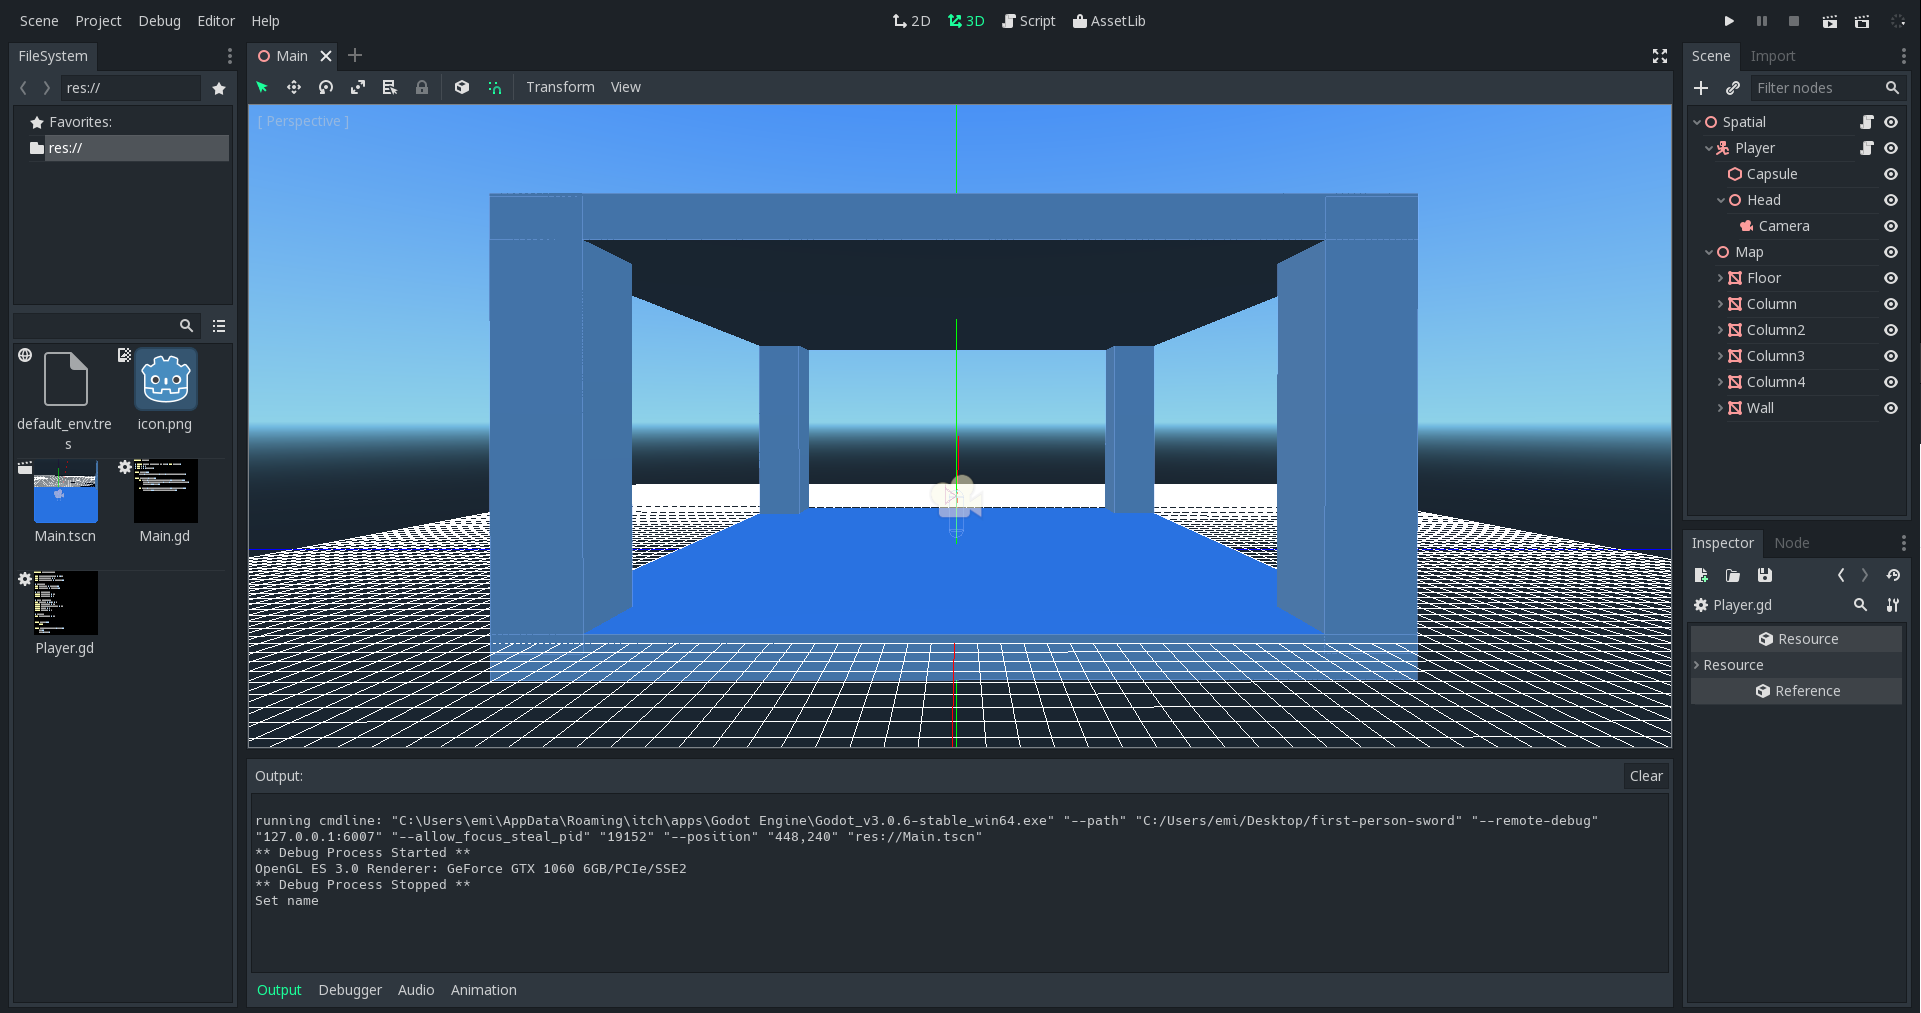 Scene Project Debug Editor Help
2D 3D Script AssetLib
FileSystem
res://
Favorites:
res://
default_env.tre
s
icon.png
Main.tscn
Main.gd
Player.gd
Main
Transform View
[ Perspective ]
Output:
Clear
running cmdline: "C:\Users\emi\AppData\Roaming\itch\apps\Godot Engine\Godot_v3.0.6-stable_win64.exe" "--path" "C:/Users/emi/Desktop/first-person-sword" "--remote-debug"
"127.0.0.1:6007" "--allow_focus_steal_pid" "19152" "--position" "448,240" "res://Main.tscn"
** Debug Process Started **
OpenGL ES 3.0 Renderer: GeForce GTX 1060 6GB/PCIe/SSE2
** Debug Process Stopped **
Set name
Output Debugger Audio Animation
Scene Import
Filter nodes
Spatial
Player
Capsule
Head
Camera
Map
Floor
Column
Column2
Column3
Column4
Wall
Inspector Node
Player.gd
Resource
Resource
Reference